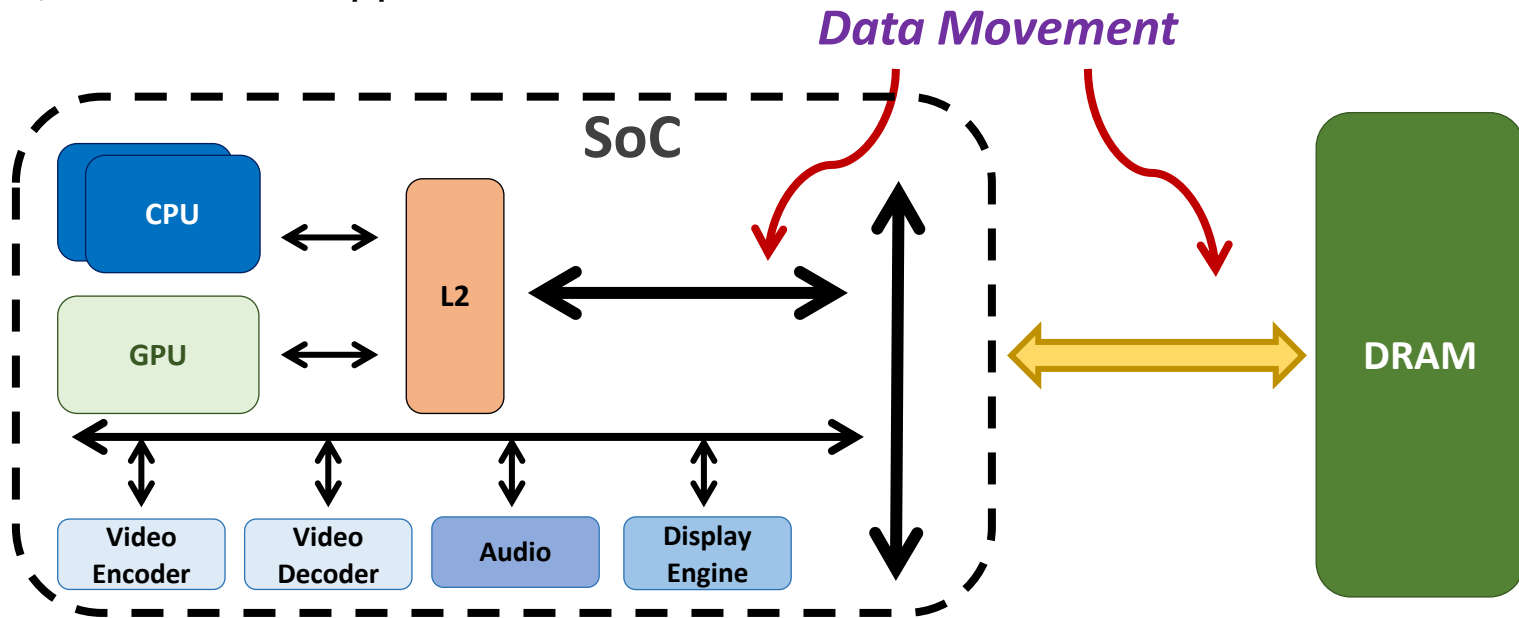 Data Movement
SoC
CPU
L2
GPU
DRAM
Video
Encoder
Video
Decoder
Audio
Display
Engine